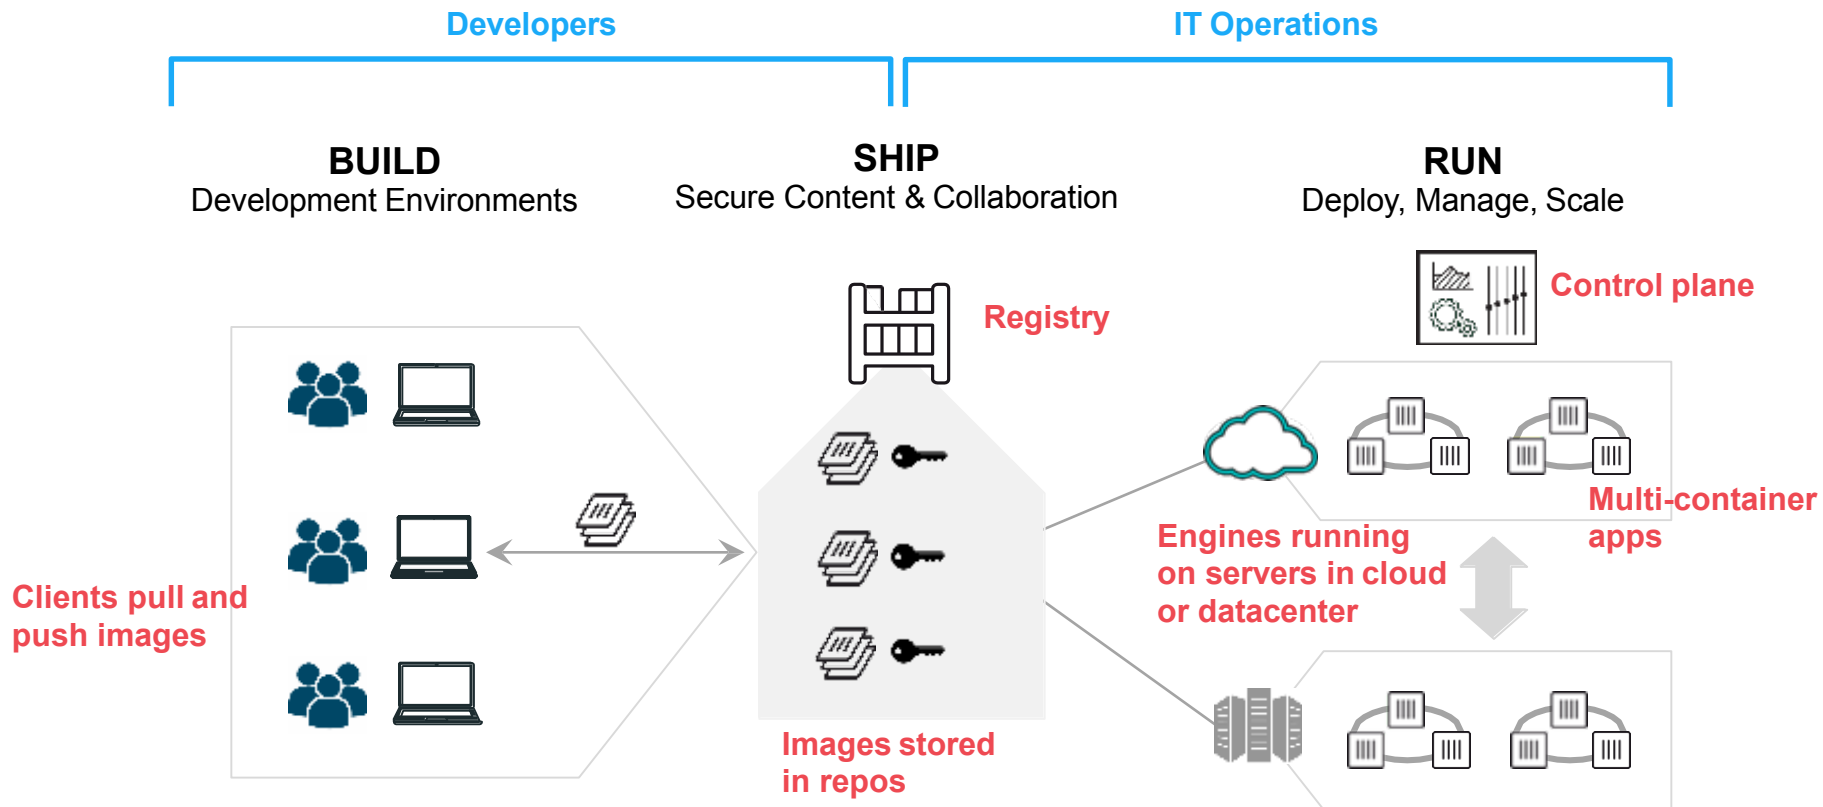 Developers
IT Operations
BUILD
Development Environments
SHIP
Secure Content & Collaboration
RUN
Deploy, Manage, Scale
Registry
Control plane
Clients pull and
push images
Images stored
in repos
Engines running
on servers in cloud
or datacenter
Multi-container
apps